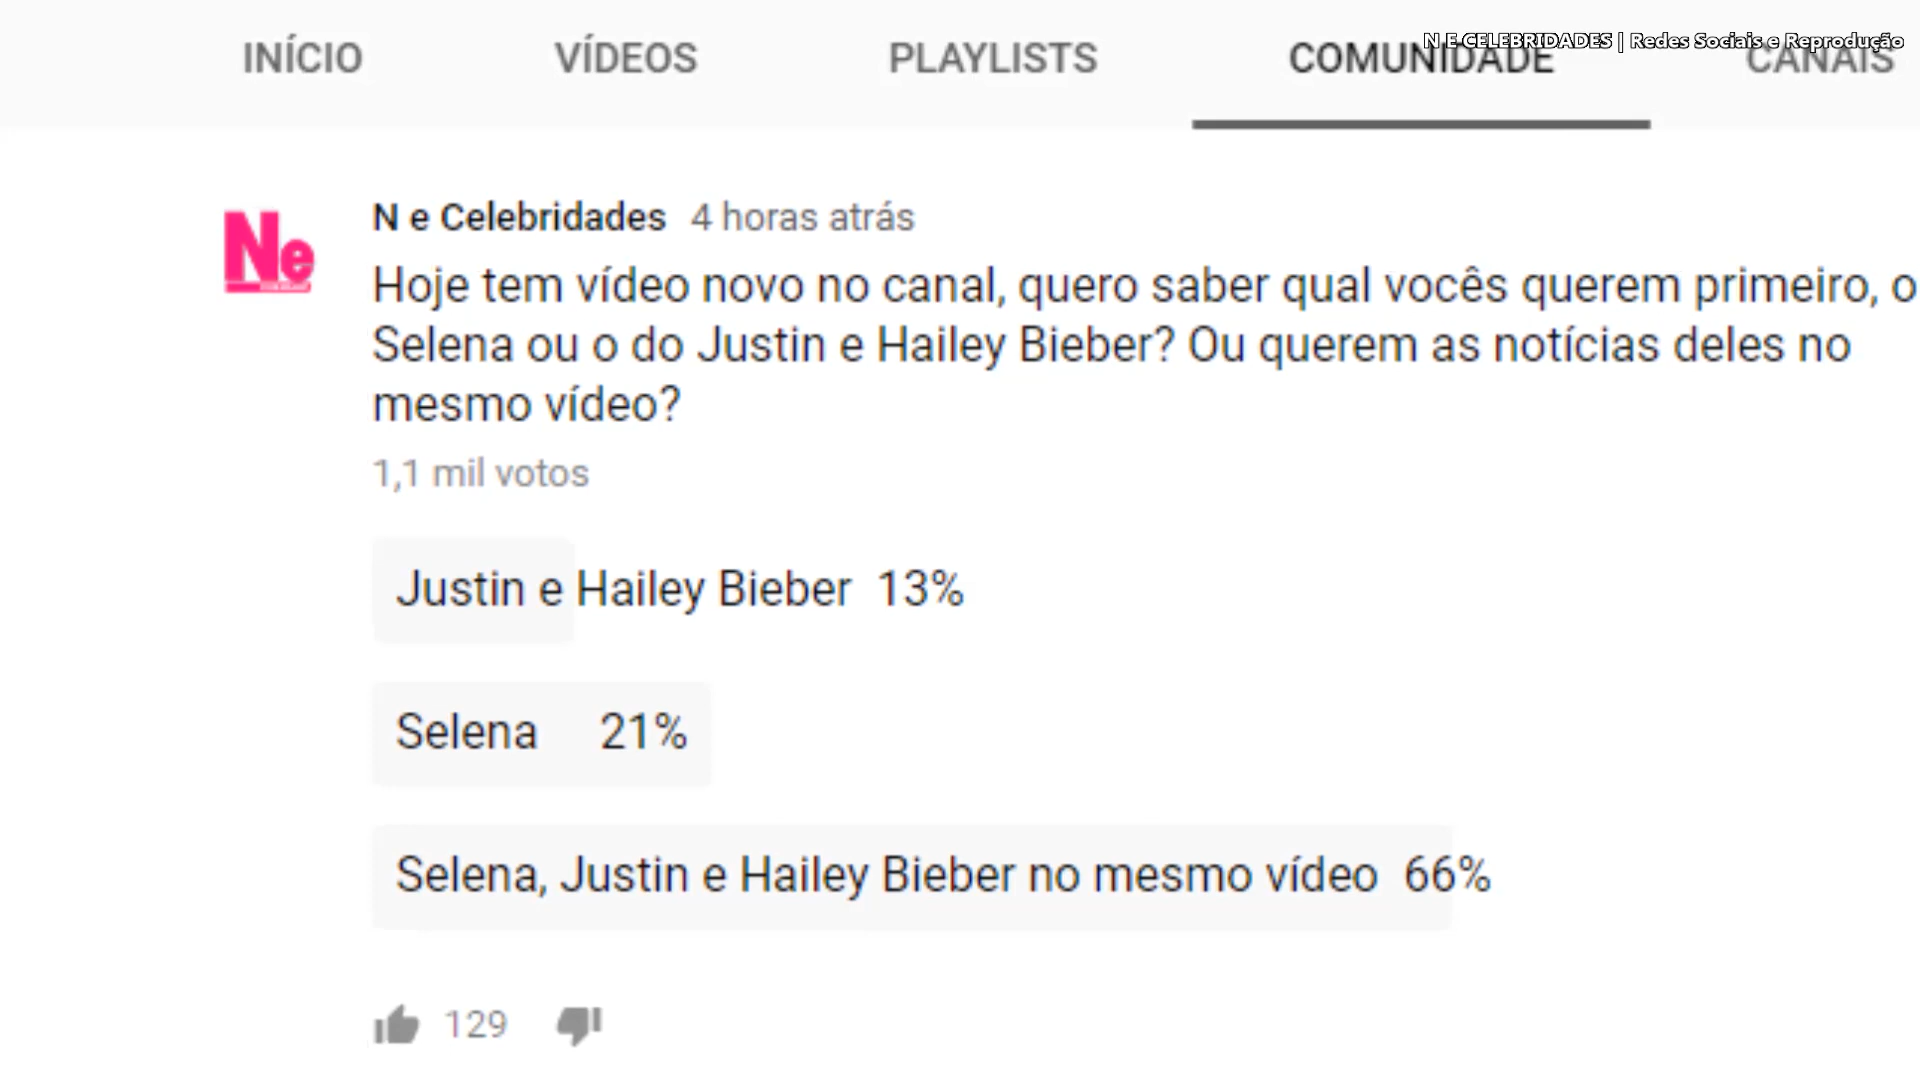 N E CELEBRIDADES | Redes Sociais e Reprodução
INÍCIO VÍDEOS PLAYLISTS COMUNIDADE CANAIS
Ne
N e Celebridades 4 horas atrás
Hoje tem vídeo novo no canal, quero saber qual vocês querem primeiro, o
Selena ou o do Justin e Hailey Bieber? Ou querem as notícias deles no
mesmo vídeo?
1,1 mil votos
Justin e Hailey Bieber 13%
Selena 21%
Selena, Justin e Hailey Bieber no mesmo vídeo 66%
129